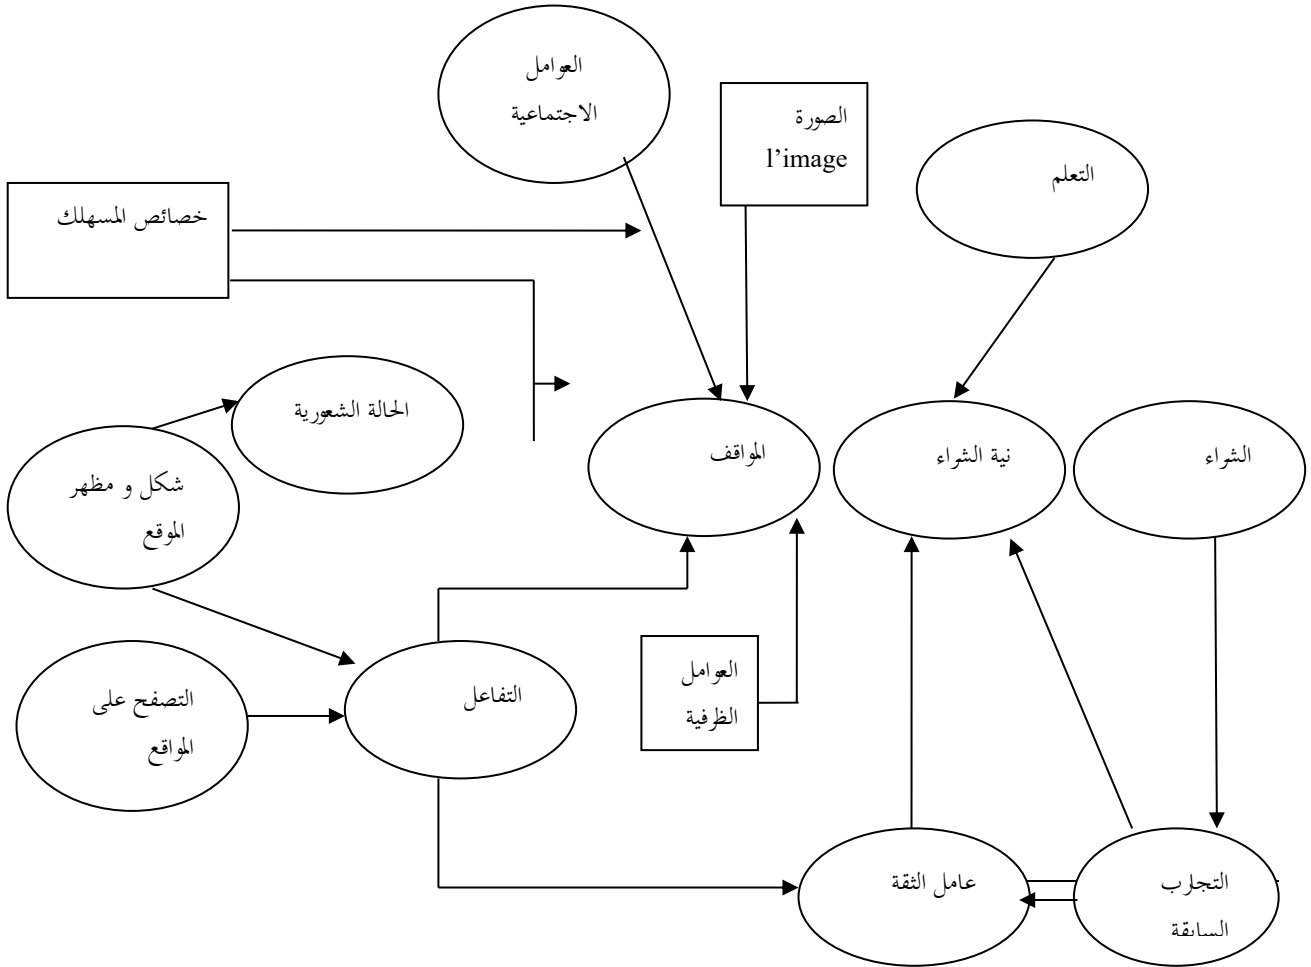 العوامل
الاجتماعية
الصورة
l’image
التعلم
خصائص المسهلك
الحالة الشعورية
المواقف
نية الشراء
الشراء
شكل و مظهر
الموقع
التفاعل
العوامل
الظرفية
التصفح على
المواقع
عامل الثقة
التجارب
السابقة